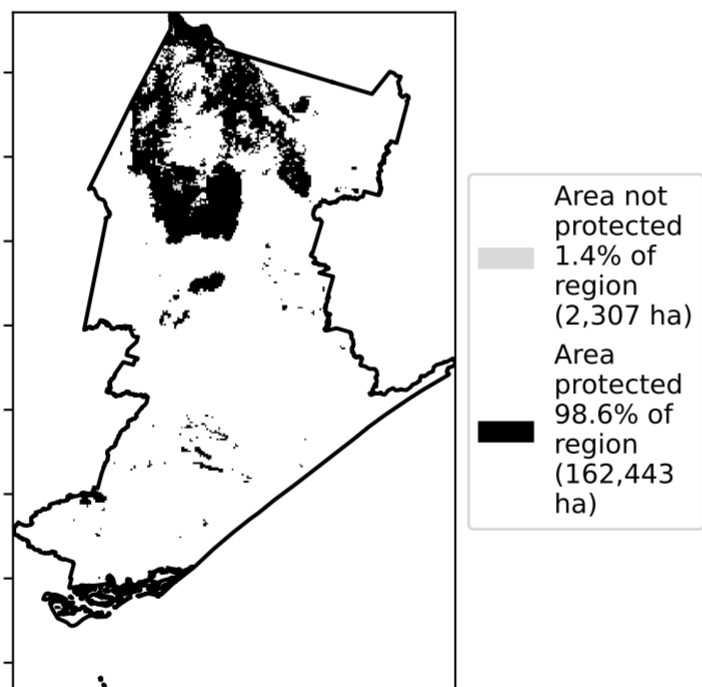 Area not
protected
1.4% of
region
(2,307 ha)
Area
protected
98.6% of
region
(162,443
ha)